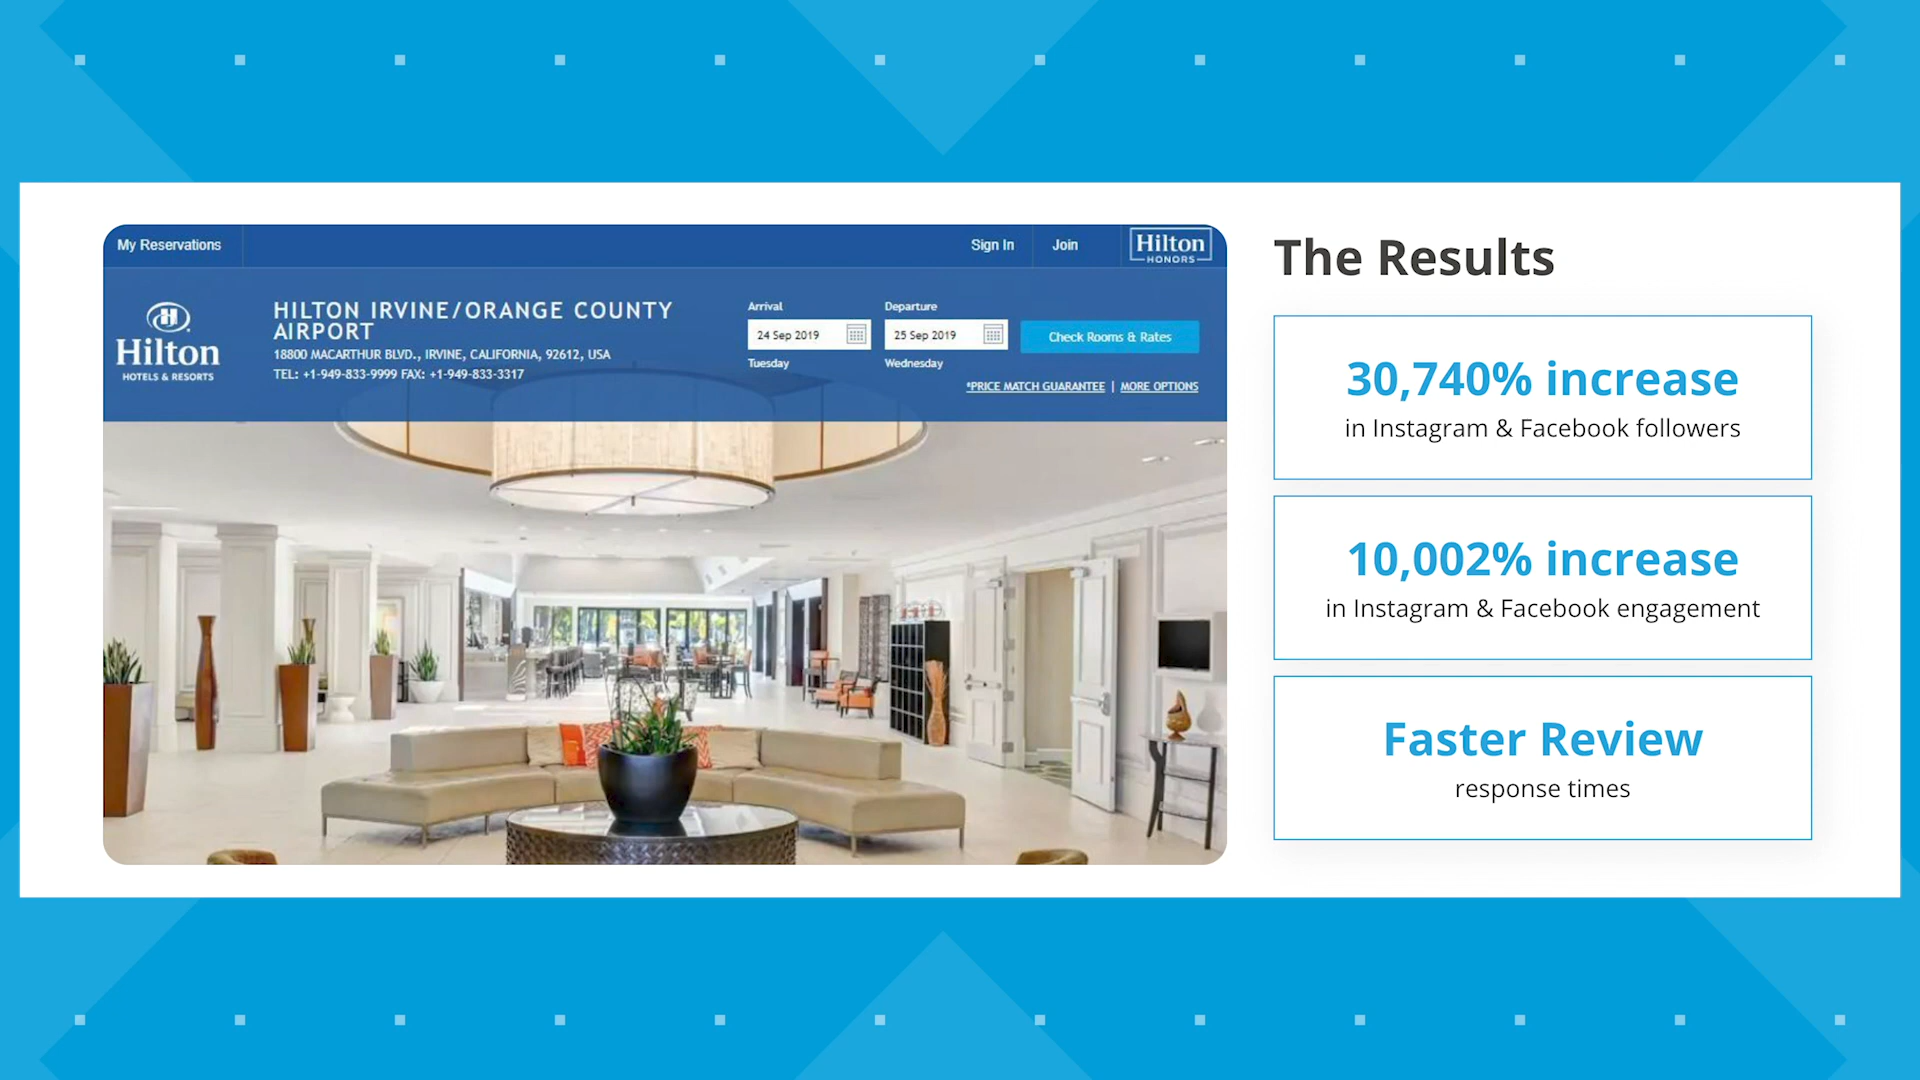 My Reservations
Sign In
Join
Hilton
HONORS
Hilton
HOTELS & RESORTS
HILTON IRVINE/ORANGE COUNTY
AIRPORT
18800 MACARTHUR BLVD., IRVINE, CALIFORNIA, 92612, USA
TEL: +1-949-833-9999 FAX: +1-949-833-3317
Arrival
24 Sep 2019
Tuesday
Departure
25 Sep 2019
Wednesday
Check Rooms & Rates
*PRICE MATCH GUARANTEE | MORE OPTIONS
The Results
30,740% increase
in Instagram & Facebook followers
10,002% increase
in Instagram & Facebook engagement
Faster Review
response times